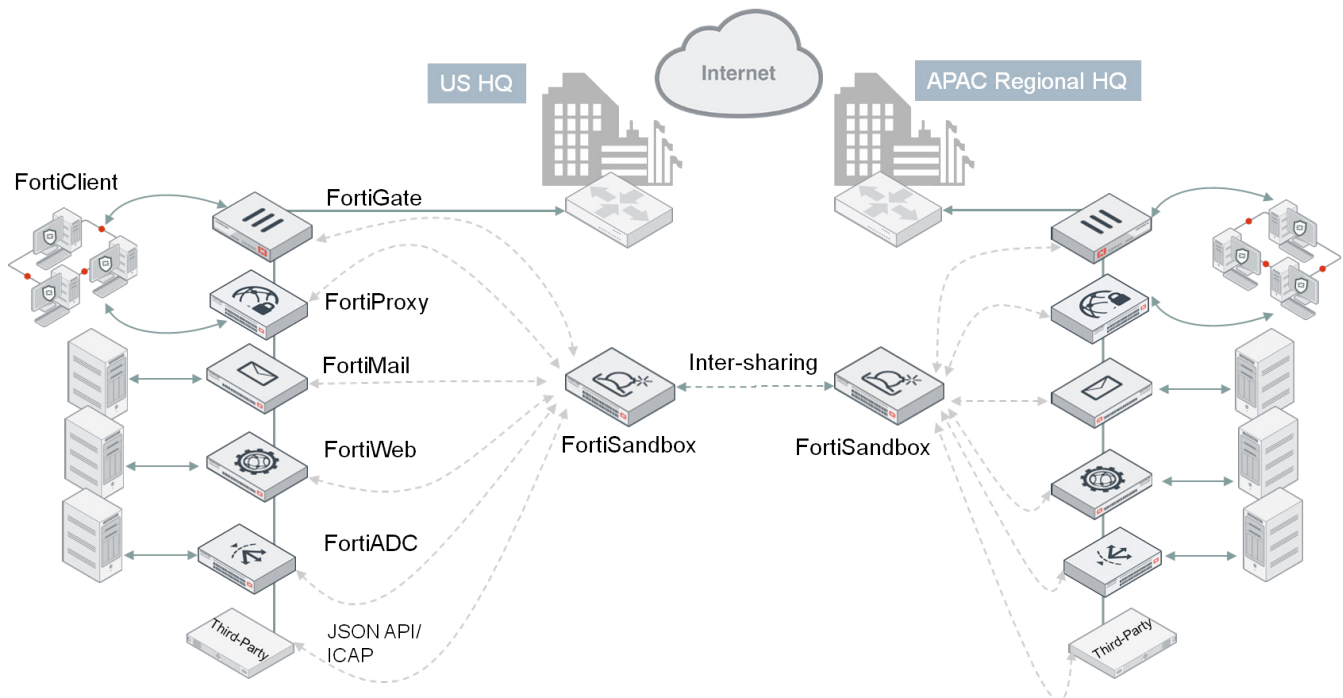 Internet
US HQ
APAC Regional HQ
FortiClient
FortiGate
FortiProxy
FortiMail
Inter-sharing
FortiWeb
FortiSandbox
FortiSandbox
FortiADC
Third-Party
JSON API/
ICAP
Third-Party